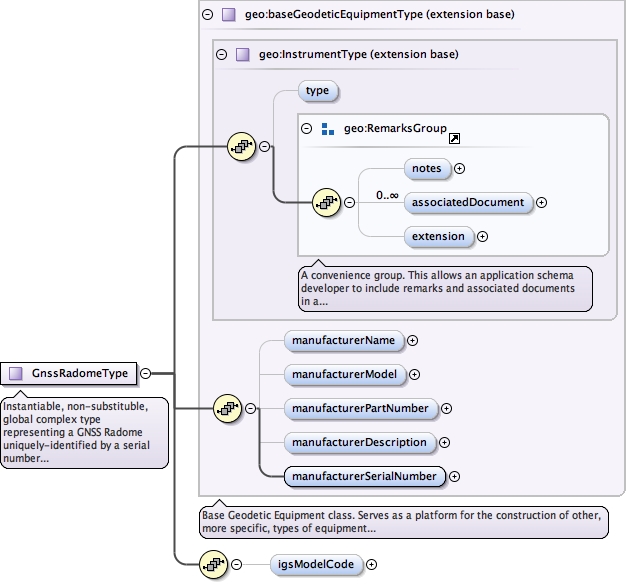 geo:baseGeodeticEquipmentType (extension base)
geo:InstrumentType (extension base)
type
geo:RemarksGroup
notes
0..∞
associatedDocument
extension
A convenience group. This allows an application schema
developer to include remarks and associated documents
in a...
manufacturerName
manufacturerModel
GnssRadomeType
manufacturerPartNumber
Instantiable, non-substituble,
global complex type
representing a GNSS Radome
uniquely-identified by a serial
number...
manufacturerDescription
manufacturerSerialNumber
Base Geodetic Equipment class. Serves as a platform for the construction of other,
more specific, types of equipment...
igsModelCode